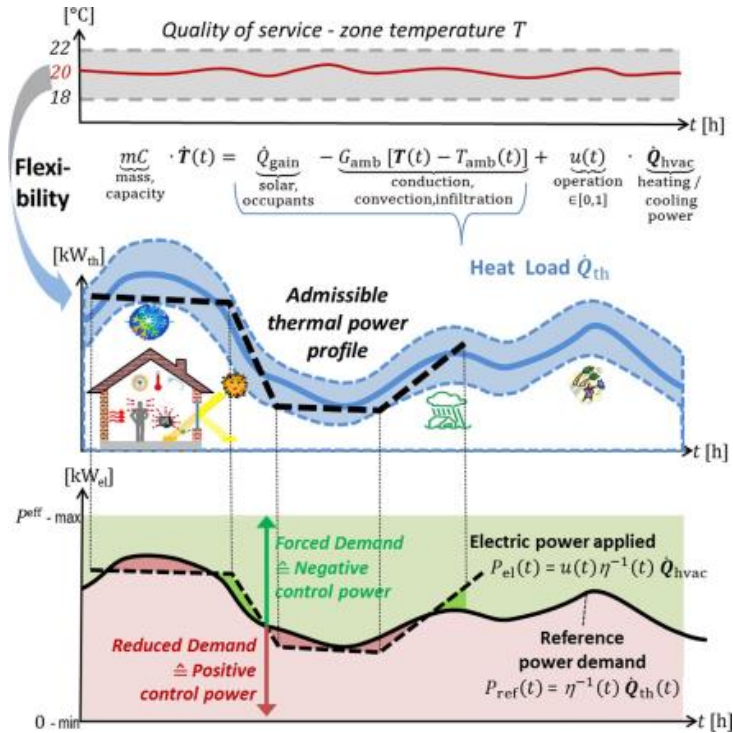 [°C]
Quality of service - zone temperature T
22
20
18
t [h]
Flexi-
bility
mC · Ṫ(t) = Q̇gain − Gamb [T(t) − Tamb(t)] + u(t) · Q̇hvac
mass,
capacity
solar,
occupants
conduction,
convection,infiltration
operation
∈[0,1]
heating /
cooling
power
[kWth]
Heat Load Q̇th
Admissible
thermal power
profile
t [h]
[kWel]
Peff - max
Forced Demand
≙ Negative
control power
Electric power applied
Pel(t) = u(t)η−1(t) Q̇hvac
Reduced Demand
≙ Positive
control power
Reference
power demand
Pref(t) = η−1(t) Q̇th(t)
0 - min
t [h]